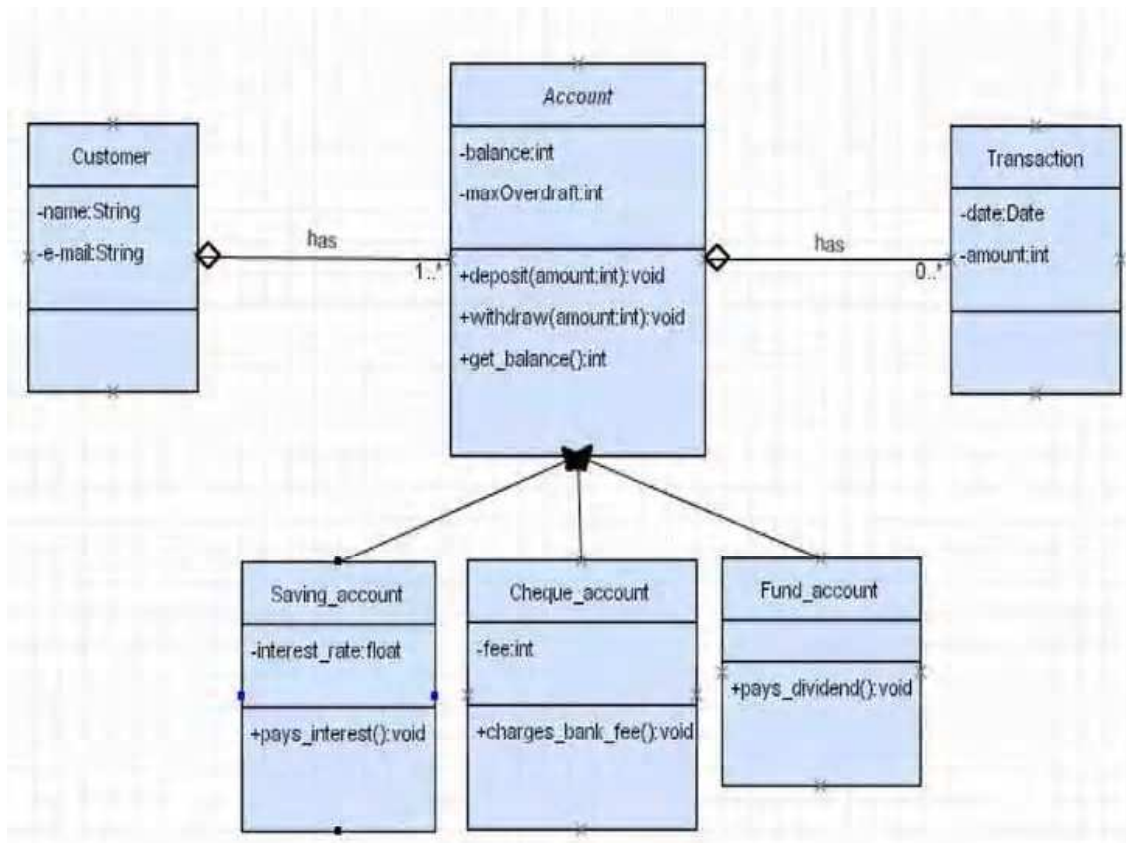 Account
-balance:int
-maxOverdraft:int
+deposit(amount:int):void
+withdraw(amount:int):void
+get_balance():int
Customer
-name:String
-e-mail:String
has
1..*
Transaction
-date:Date
-amount:int
has
0..*
Saving_account
-interest_rate:float
+pays_interest():void
Cheque_account
-fee:int
+charges_bank_fee():void
Fund_account
+pays_dividend():void